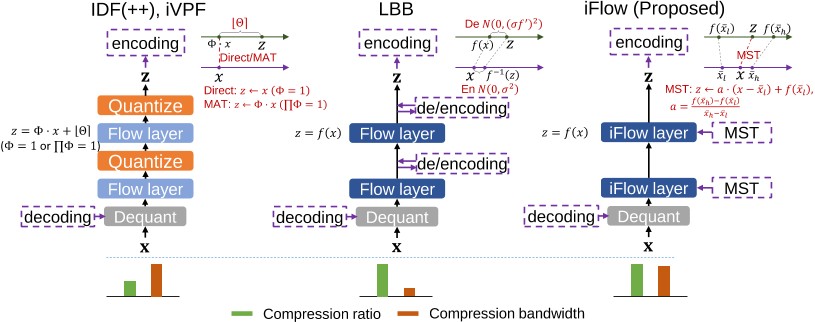 IDF(++), iVPF
encoding
z
Quantize
Flow layer
Quantize
Flow layer
decoding
Dequant
x
z = Φ · x + ⌊Θ⌉
(Φ = 1 or ∏Φ = 1)
⌊Θ⌉
Φ · x
z
Direct/MAT
x
Direct: z ← x (Φ = 1)
MAT: z ← Φ · x (∏Φ = 1)
LBB
encoding
z
de/encoding
z = f(x)
Flow layer
de/encoding
Flow layer
decoding
Dequant
x
De N(0, (σf′)²)
f(x)
z
x
f⁻¹(z)
En N(0, σ²)
iFlow (Proposed)
encoding
z
z = f(x)
iFlow layer
MST
iFlow layer
MST
decoding
Dequant
x
f(x̄ₗ)
z
f(x̄ₕ)
MST
x̄ₗ
x
x̄ₕ
MST: z ← a · (x − x̄ₗ) + f(x̄ₗ),
a = f(x̄ₕ)−f(x̄ₗ) / x̄ₕ−x̄ₗ
Compression ratio
Compression bandwidth